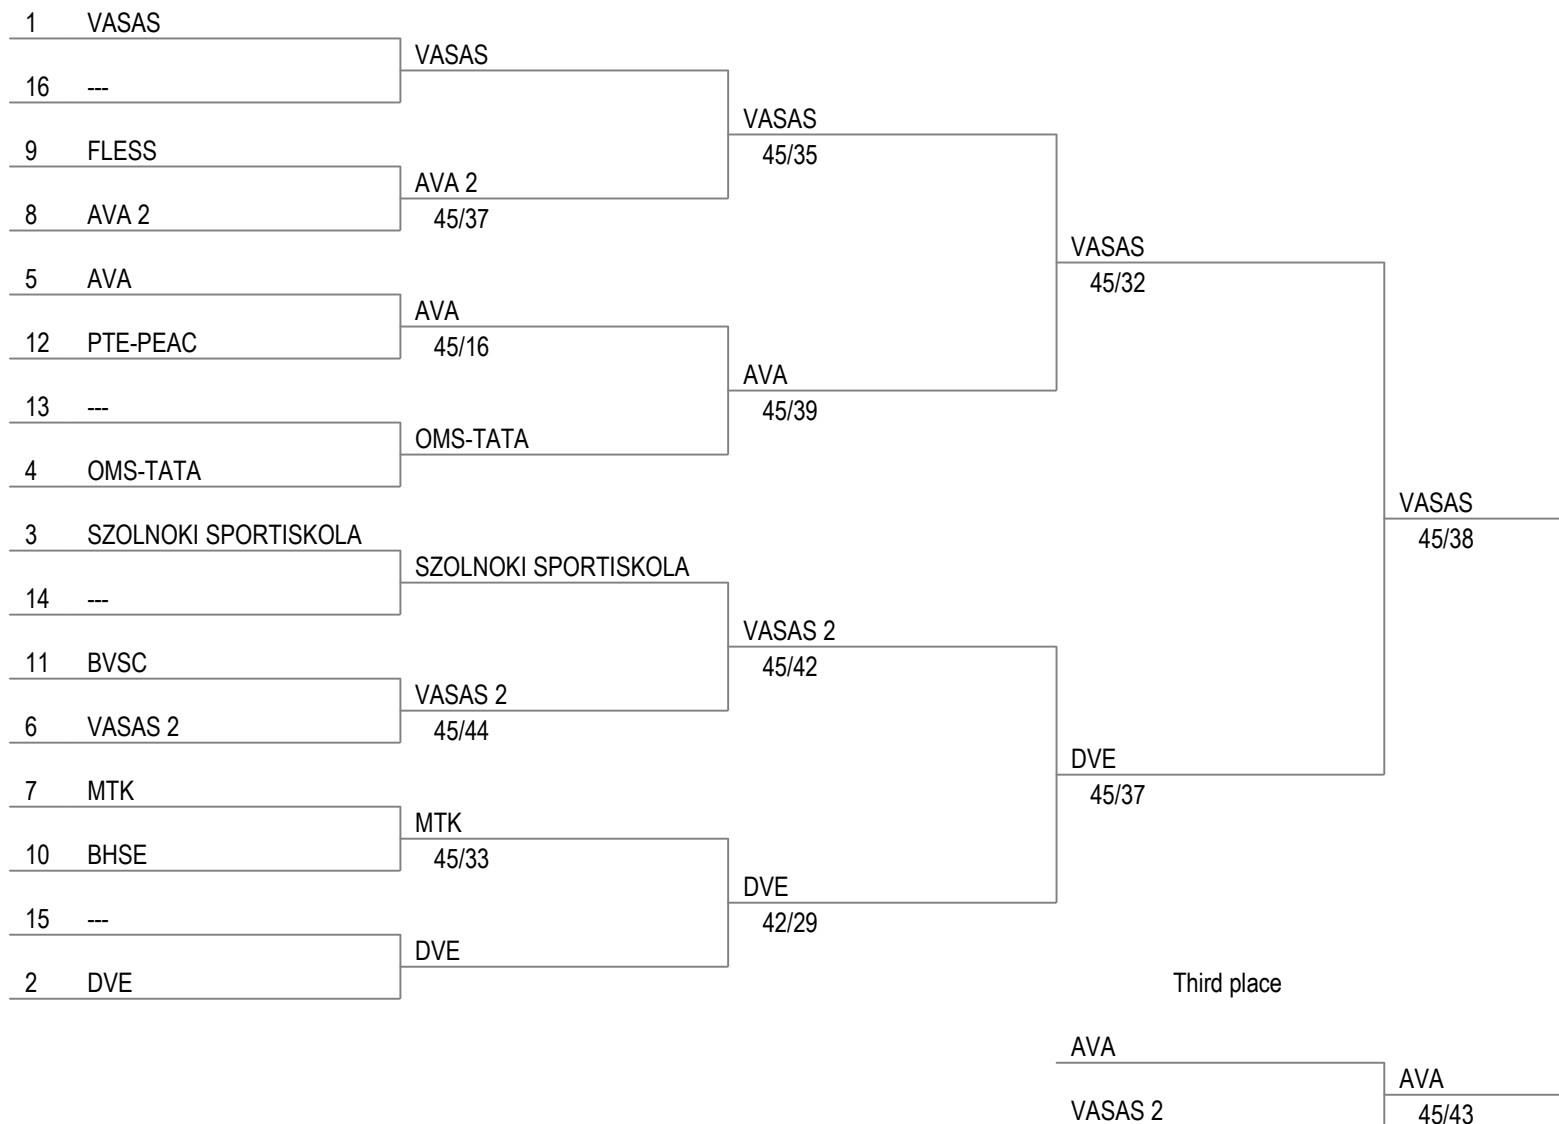 1 VASAS
16 ---
9 FLESS
8 AVA 2
5 AVA
12 PTE-PEAC
13 ---
4 OMS-TATA
3 SZOLNOKI SPORTISKOLA
14 ---
11 BVSC
6 VASAS 2
7 MTK
10 BHSE
15 ---
2 DVE
VASAS
AVA 2
45/37
AVA
45/16
OMS-TATA
SZOLNOKI SPORTISKOLA
VASAS 2
45/44
MTK
45/33
DVE
VASAS
45/35
AVA
45/39
VASAS 2
45/42
DVE
42/29
VASAS
45/32
DVE
45/37
VASAS
45/38
Third place
AVA
VASAS 2
AVA
45/43